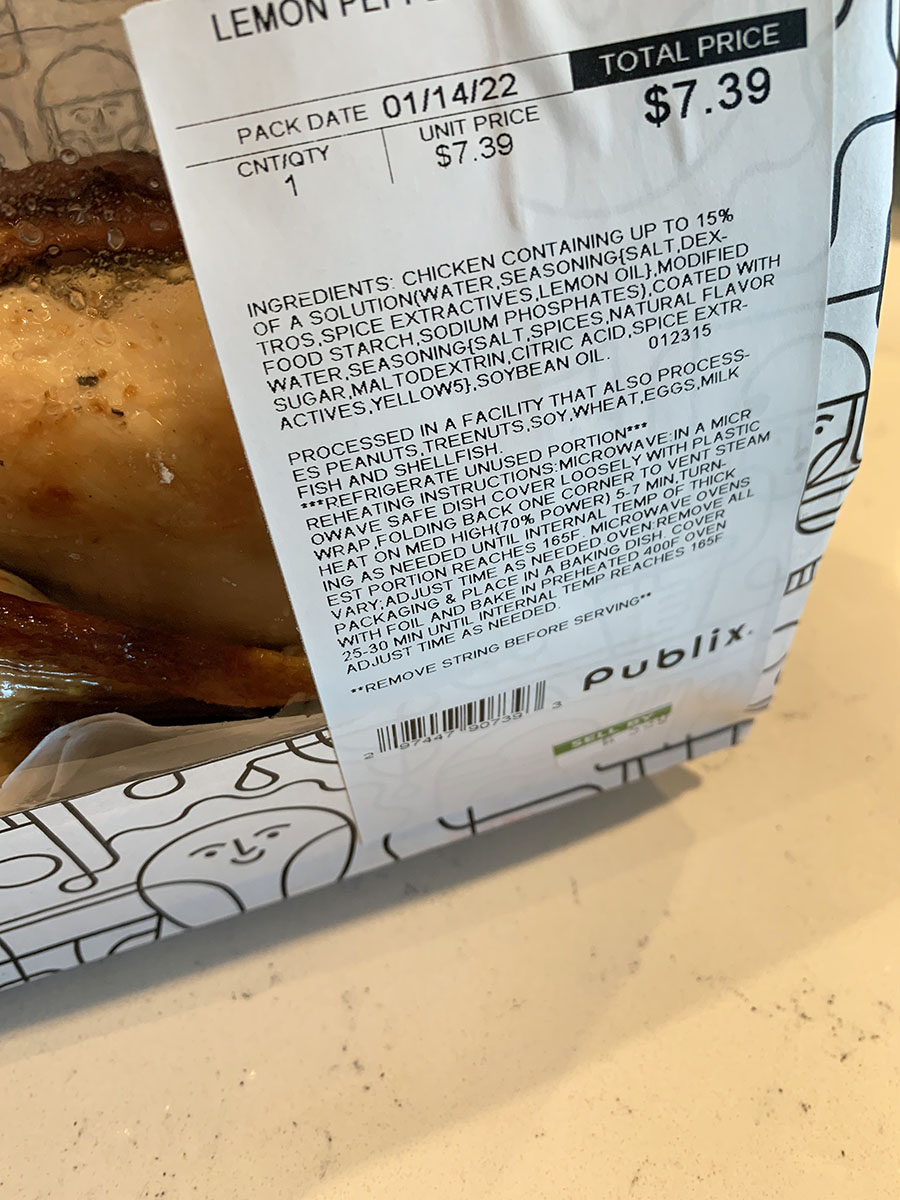 LEMON
TOTAL PRICE
PACK DATE 01/14/22
$7.39
CNT/QTY
UNIT PRICE
1
$7.39
INGREDIENTS: CHICKEN CONTAINING UP TO 15%
OF A SOLUTION(WATER,SEASONING{SALT,DEX-
TROS,SPICE EXTRACTIVES,LEMON OIL},MODIFIED
FOOD STARCH,SODIUM PHOSPHATES),COATED WITH
WATER,SEASONING{SALT,SPICES,NATURAL FLAVOR
SUGAR,MALTODEXTRIN,CITRIC ACID,SPICE EXTR-
ACTIVES,YELLOW5},SOYBEAN OIL. 012315
PROCESSED IN A FACILITY THAT ALSO PROCESS-
ES PEANUTS,TREENUTS,SOY,WHEAT,EGGS,MILK
FISH AND SHELLFISH.
***REFRIGERATE UNUSED PORTION***
REHEATING INSTRUCTIONS:MICROWAVE:IN A MICR
OWAVE SAFE DISH COVER LOOSELY WITH PLASTIC
WRAP,FOLDING BACK ONE CORNER TO VENT STEAM
HEAT ON MED HIGH(70% POWER) 5-7 MIN,TURN-
ING AS NEEDED UNTIL INTERNAL TEMP OF THICK
EST PORTION REACHES 165F. MICROWAVE OVENS
VARY;ADJUST TIME AS NEEDED OVEN:REMOVE ALL
PACKAGING & PLACE IN A BAKING DISH. COVER
WITH FOIL AND BAKE IN PREHEATED 400F OVEN
25-30 MIN UNTIL INTERNAL TEMP REACHES 165F
ADJUST TIME AS NEEDED.
**REMOVE STRING BEFORE SERVING**
Publix.
2 97447 90739 3
SELL BY